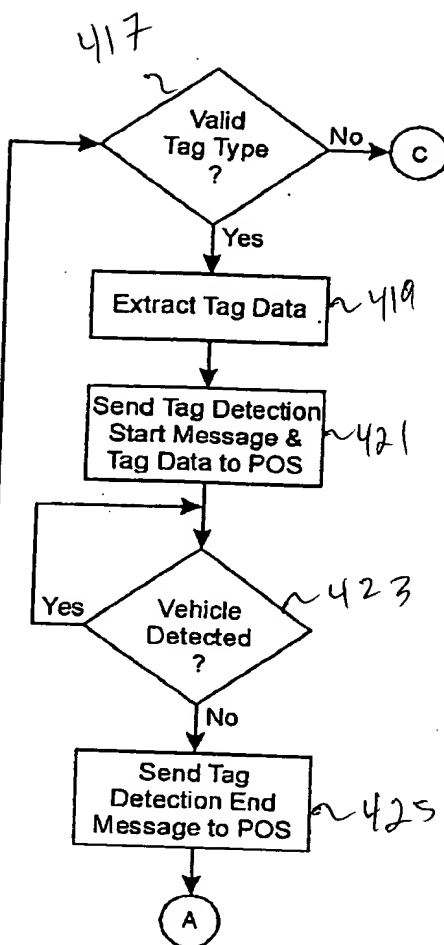 417
Valid
Tag Type
?
No
C
Yes
Extract Tag Data
419
Send Tag Detection
Start Message &
Tag Data to POS
421
Yes
Vehicle
Detected
?
423
No
Send Tag
Detection End
Message to POS
425
A